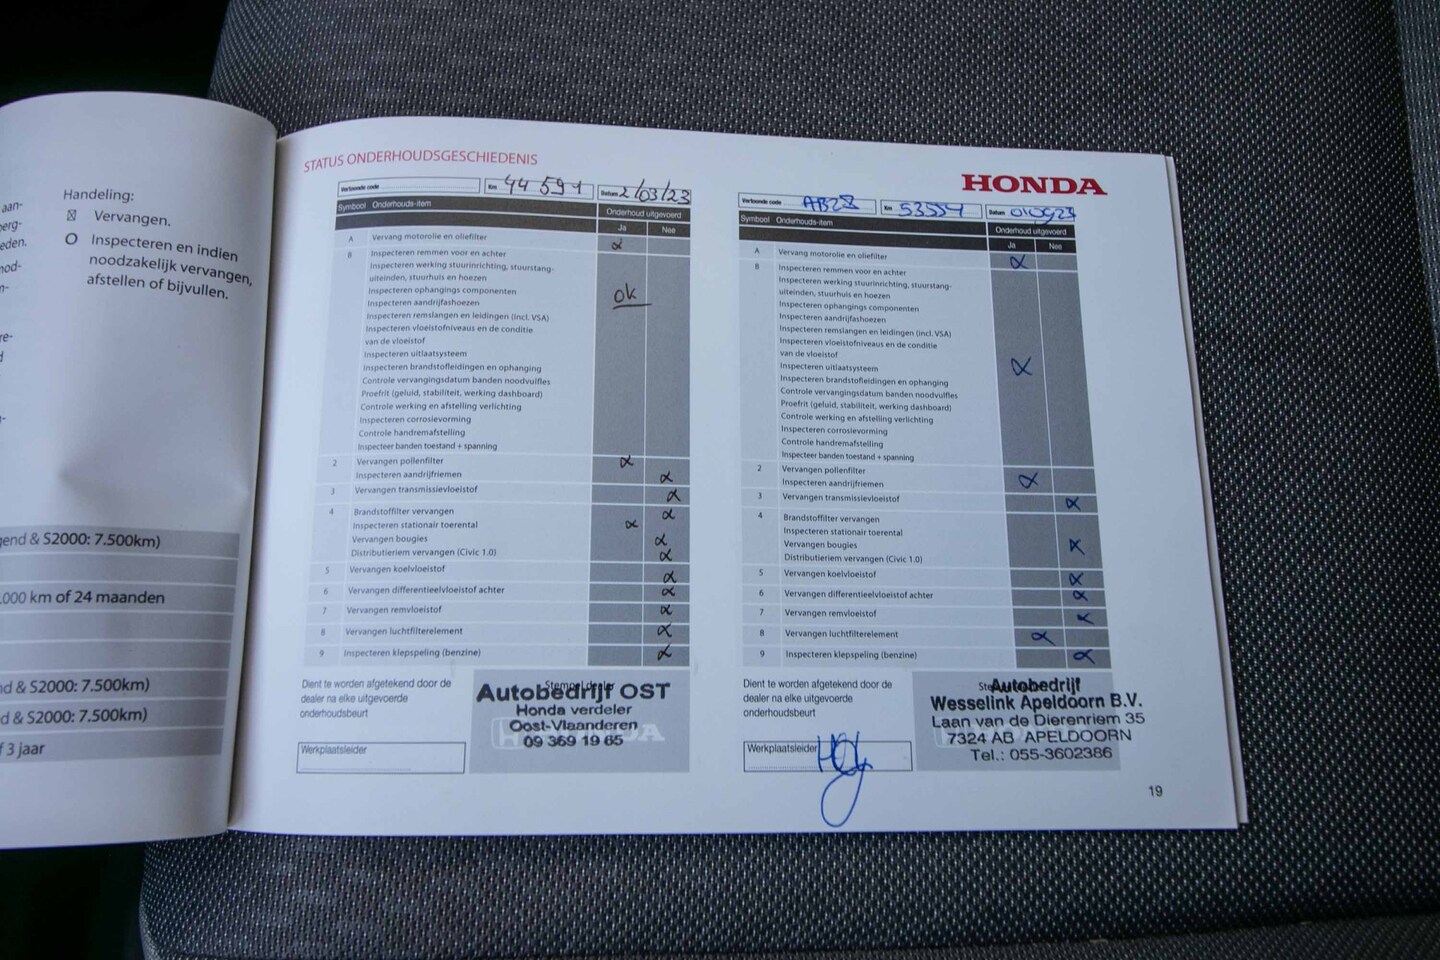 aan-
Handeling:
☒ Vervangen.
O Inspecteren en indien
noodzakelijk vervangen,
afstellen of bijvullen.
end & S2000: 7.500km)
.000 km of 24 maanden
d & S2000: 7.500km)
d & S2000: 7.500km)
3 jaar
STATUS ONDERHOUDSGESCHIEDENIS
Vertoonde code
Km 44 591
Datum 2/03/23
Symbool Onderhouds-item Onderhoud uitgevoerd
Ja Nee
A Vervang motorolie en oliefilter
B Inspecteren remmen voor en achter
Inspecteren werking stuurinrichting, stuurstang-
uiteinden, stuurhuis en hoezen
Inspecteren ophangings componenten
ok
Inspecteren aandrijfashoezen
Inspecteren remslangen en leidingen (incl. VSA)
Inspecteren vloeistofniveaus en de conditie
van de vloeistof
Inspecteren uitlaatsysteem
Inspecteren brandstofleidingen en ophanging
Controle vervangingsdatum banden noodvulfles
Proefrit (geluid, stabiliteit, werking dashboard)
Controle werking en afstelling verlichting
Inspecteren corrosievorming
Controle handremafstelling
Inspecteer banden toestand + spanning
2 Vervangen pollenfilter
Inspecteren aandrijfriemen
3 Vervangen transmissievloeistof
4 Brandstoffilter vervangen
Inspecteren stationair toerental
Vervangen bougies
Distributieriem vervangen (Civic 1.0)
5 Vervangen koelvloeistof
6 Vervangen differentieelvloeistof achter
7 Vervangen remvloeistof
8 Vervangen luchtfilterelement
9 Inspecteren klepspeling (benzine)
Dient te worden afgetekend door de
dealer na elke uitgevoerde
onderhoudsbeurt
Werkplaatsleider
Stempel dealer
Autobedrijf OST
Honda verdeler
Oost-Vlaanderen
09 369 19 65
HONDA
Vertoonde code AB28
Km
Datum
Symbool Onderhouds-item Onderhoud uitgevoerd
Ja Nee
A Vervang motorolie en oliefilter
B Inspecteren remmen voor en achter
Inspecteren werking stuurinrichting, stuurstang-
uiteinden, stuurhuis en hoezen
Inspecteren ophangings componenten
Inspecteren aandrijfashoezen
Inspecteren remslangen en leidingen (incl. VSA)
Inspecteren vloeistofniveaus en de conditie
van de vloeistof
Inspecteren uitlaatsysteem
Inspecteren brandstofleidingen en ophanging
Controle vervangingsdatum banden noodvulfles
Proefrit (geluid, stabiliteit, werking dashboard)
Controle werking en afstelling verlichting
Inspecteren corrosievorming
Controle handremafstelling
Inspecteer banden toestand + spanning
2 Vervangen pollenfilter
Inspecteren aandrijfriemen
3 Vervangen transmissievloeistof
4 Brandstoffilter vervangen
Inspecteren stationair toerental
Vervangen bougies
Distributieriem vervangen (Civic 1.0)
5 Vervangen koelvloeistof
6 Vervangen differentieelvloeistof achter
7 Vervangen remvloeistof
8 Vervangen luchtfilterelement
9 Inspecteren klepspeling (benzine)
Dient te worden afgetekend door de
dealer na elke uitgevoerde
onderhoudsbeurt
Werkplaatsleider
Autobedrijf
Wesselink Apeldoorn B.V.
Laan van de Dierenriem 35
7324 AB APELDOORN
Tel.: 055-3602386
19